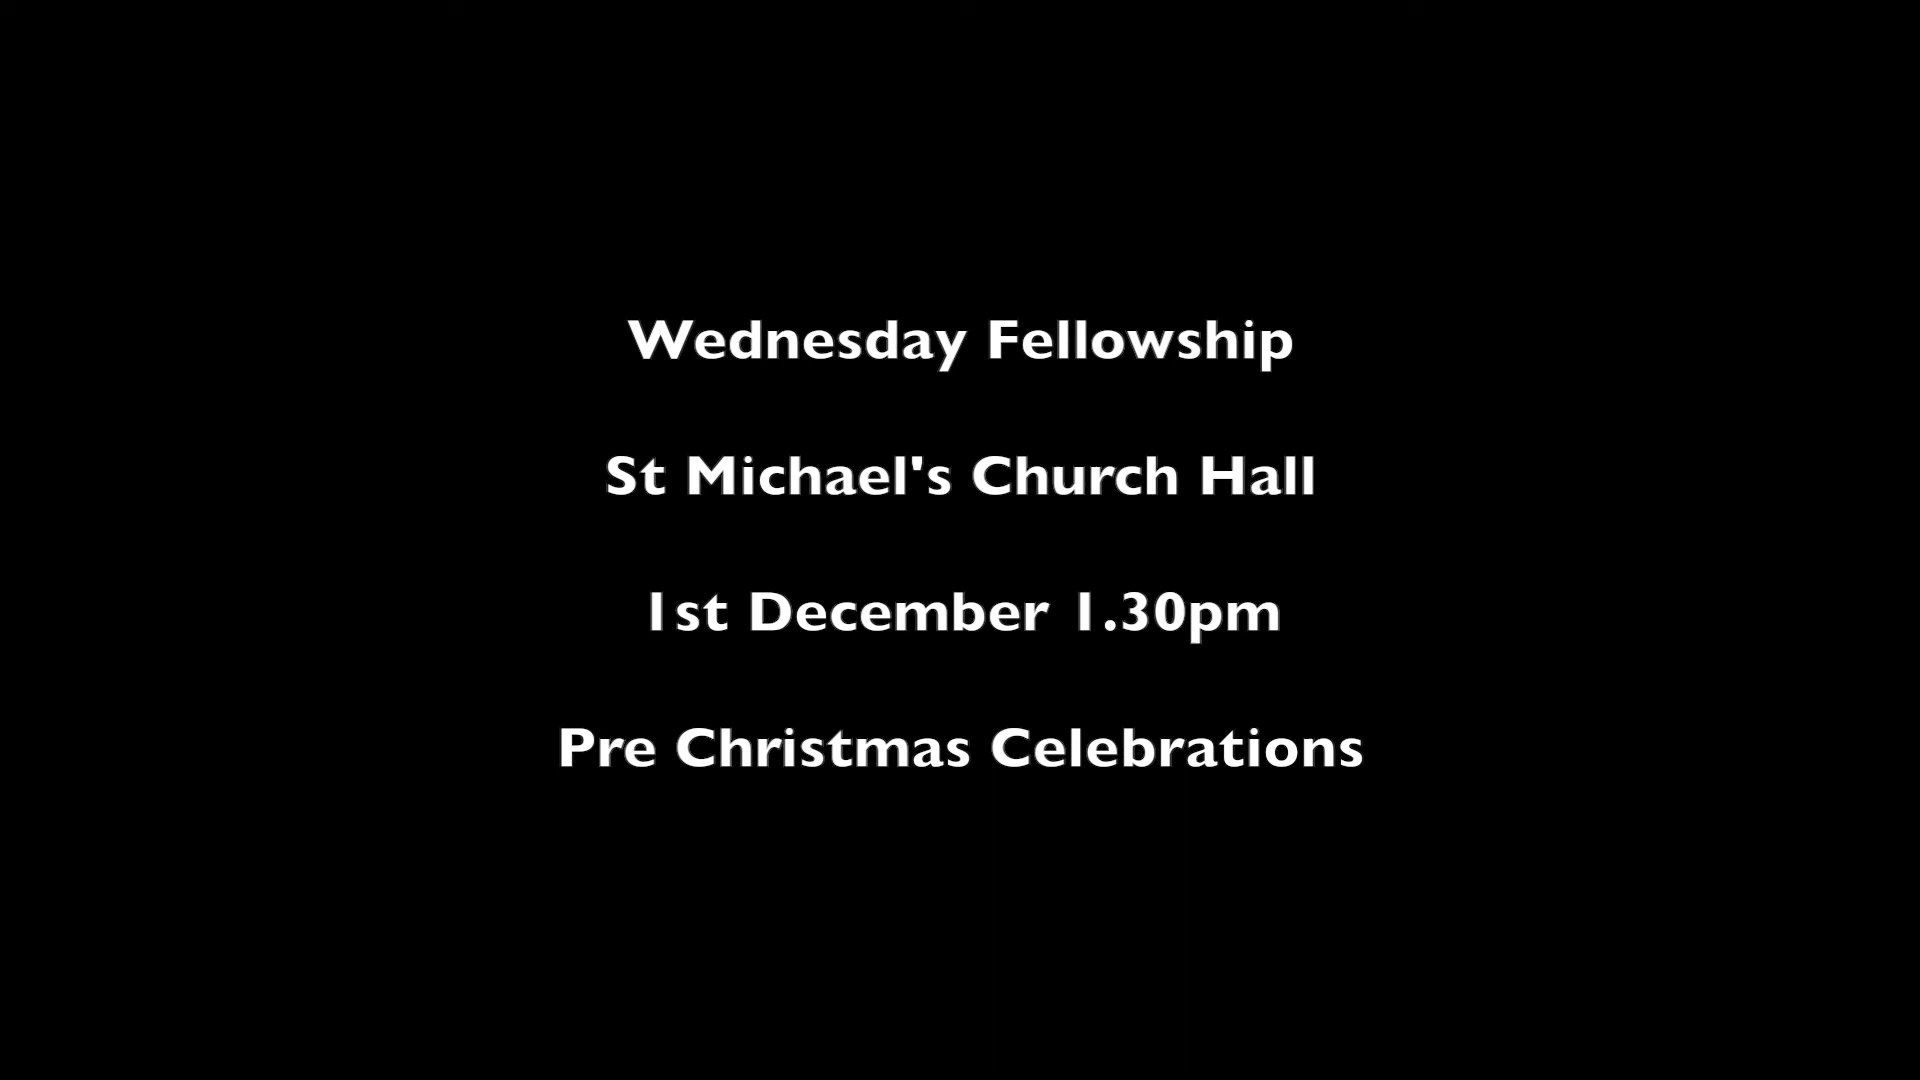 Wednesday Fellowship
St Michael's Church Hall
1st December 1.30pm
Pre Christmas Celebrations